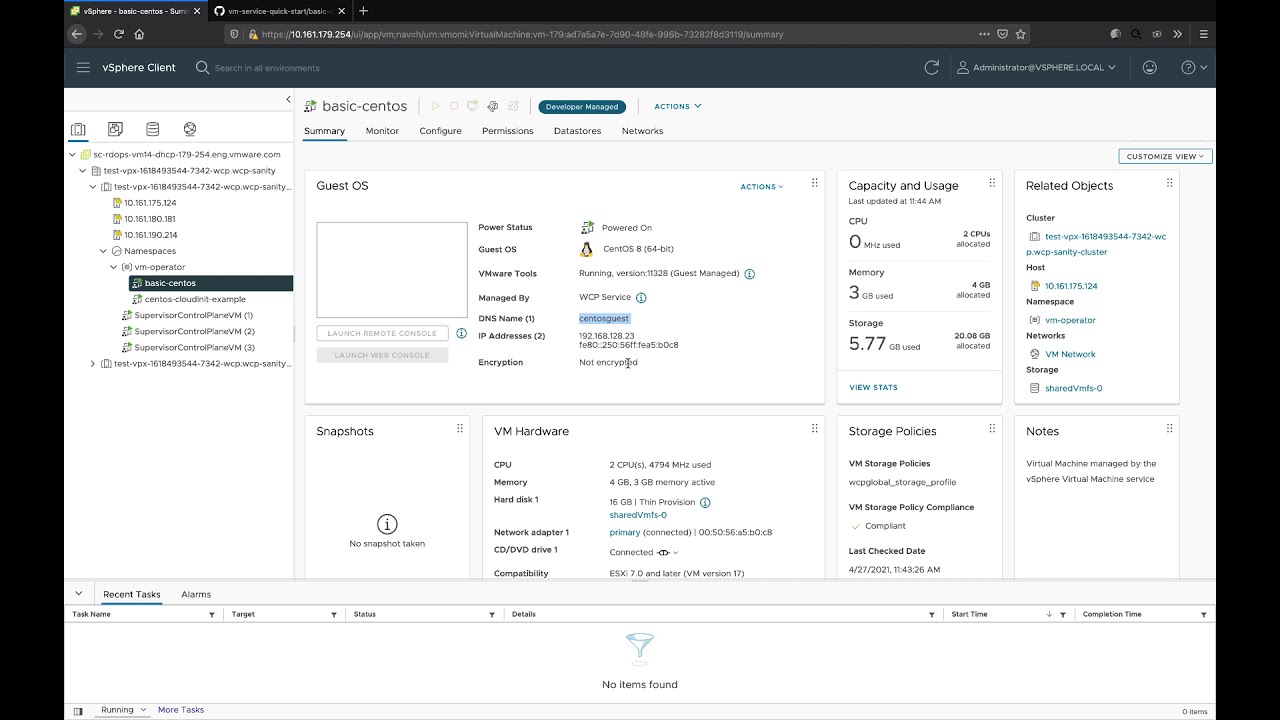 vSphere - basic-centos - Summ
vm-service-quick-start/basic-c
https://10.161.179.254/ui/app/vm;nav=h/urn:vmomi:VirtualMachine:vm-179:ad7a5a7e-7d90-48fe-996b-73282f8d3119/summary
vSphere Client
Search in all environments
Administrator@VSPHERE.LOCAL
basic-centos
Developer Managed
ACTIONS
Summary
Monitor
Configure
Permissions
Datastores
Networks
CUSTOMIZE VIEW
sc-rdops-vm14-dhcp-179-254.eng.vmware.com
test-vpx-1618493544-7342-wcp.wcp-sanity
test-vpx-1618493544-7342-wcp.wcp-sanity...
10.161.175.124
10.161.180.181
10.161.190.214
Namespaces
vm-operator
basic-centos
centos-cloudinit-example
SupervisorControlPlaneVM (1)
SupervisorControlPlaneVM (2)
SupervisorControlPlaneVM (3)
test-vpx-1618493544-7342-wcp.wcp-sanity...
Guest OS
ACTIONS
Power Status Powered On
Guest OS CentOS 8 (64-bit)
VMware Tools Running, version:11328 (Guest Managed)
Managed By WCP Service
DNS Name (1) centosguest
IP Addresses (2) 192.168.128.23
fe80::250:56ff:fea5:b0c8
Encryption Not encrypted
LAUNCH REMOTE CONSOLE
LAUNCH WEB CONSOLE
Capacity and Usage
Last updated at 11:44 AM
CPU
0 MHz used
2 CPUs
allocated
Memory
3 GB used
4 GB
allocated
Storage
5.77 GB used
20.08 GB
allocated
VIEW STATS
Related Objects
Cluster
test-vpx-1618493544-7342-wc
p.wcp-sanity-cluster
Host
10.161.175.124
Namespace
vm-operator
Networks
VM Network
Storage
sharedVmfs-0
Snapshots
No snapshot taken
VM Hardware
CPU 2 CPU(s), 4794 MHz used
Memory 4 GB, 3 GB memory active
Hard disk 1 16 GB | Thin Provision
sharedVmfs-0
Network adapter 1 primary (connected) | 00:50:56:a5:b0:c8
CD/DVD drive 1 Connected
Compatibility ESXi 7.0 and later (VM version 17)
Storage Policies
VM Storage Policies
wcpglobal_storage_profile
VM Storage Policy Compliance
Compliant
Last Checked Date
4/27/2021, 11:43:26 AM
Notes
Virtual Machine managed by the
vSphere Virtual Machine service
Recent Tasks
Alarms
Task Name
Target
Status
Details
Start Time
Completion Time
No items found
Running
More Tasks
0 items